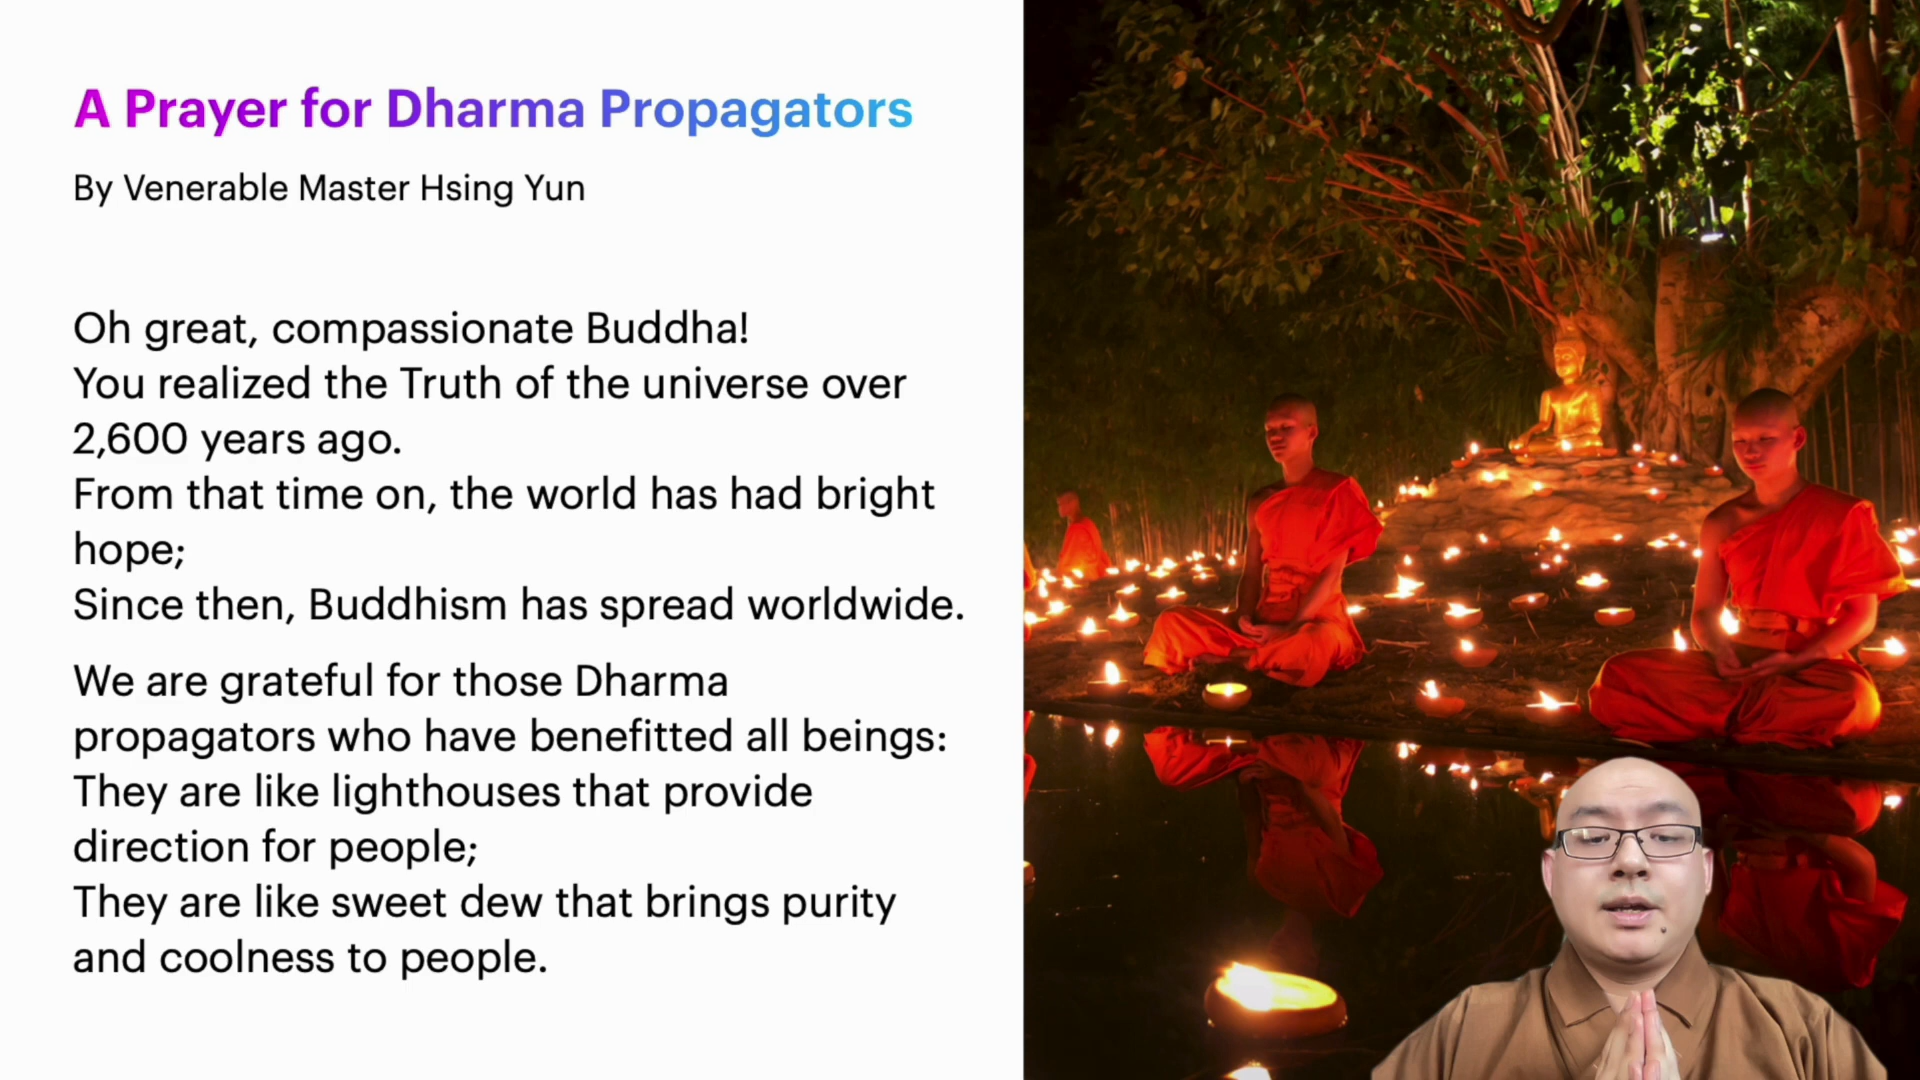 A Prayer for Dharma Propagators
By Venerable Master Hsing Yun
Oh great, compassionate Buddha!
You realized the Truth of the universe over
2,600 years ago.
From that time on, the world has had bright
hope;
Since then, Buddhism has spread worldwide.
We are grateful for those Dharma
propagators who have benefitted all beings:
They are like lighthouses that provide
direction for people;
They are like sweet dew that brings purity
and coolness to people.